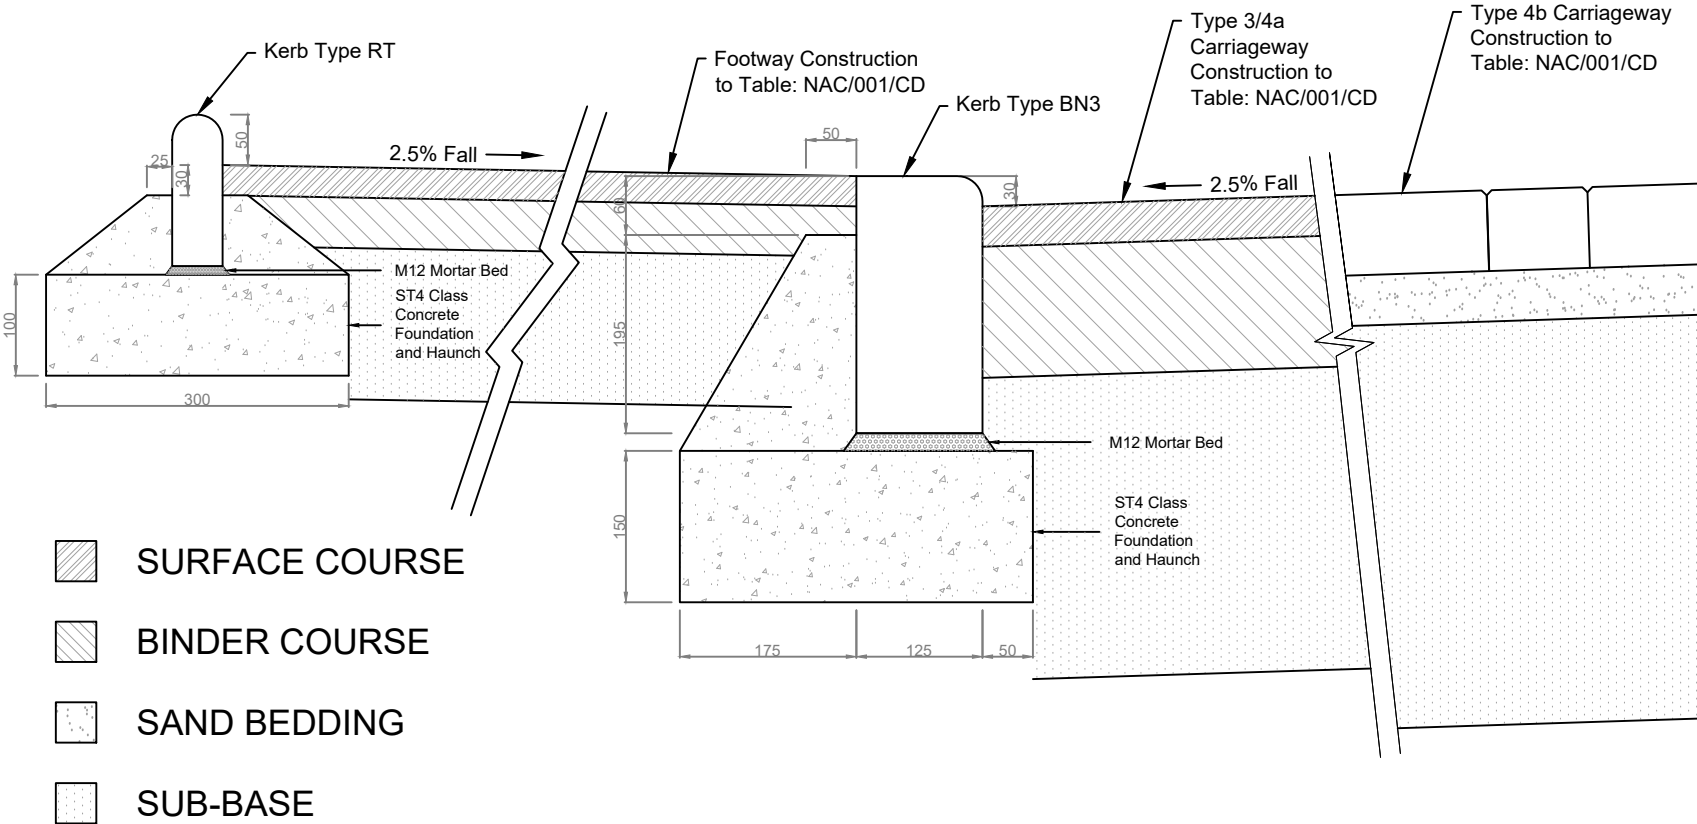 Kerb Type RT
Footway Construction
to Table: NAC/001/CD
Kerb Type BN3
Type 3/4a
Carriageway
Construction to
Table: NAC/001/CD
Type 4b Carriageway
Construction to
Table: NAC/001/CD
50
25
30
2.5% Fall
50
60
30
2.5% Fall
M12 Mortar Bed
ST4 Class
Concrete
Foundation
and Haunch
100
300
195
M12 Mortar Bed
ST4 Class
Concrete
Foundation
and Haunch
150
175
125
50
SURFACE COURSE
BINDER COURSE
SAND BEDDING
SUB-BASE